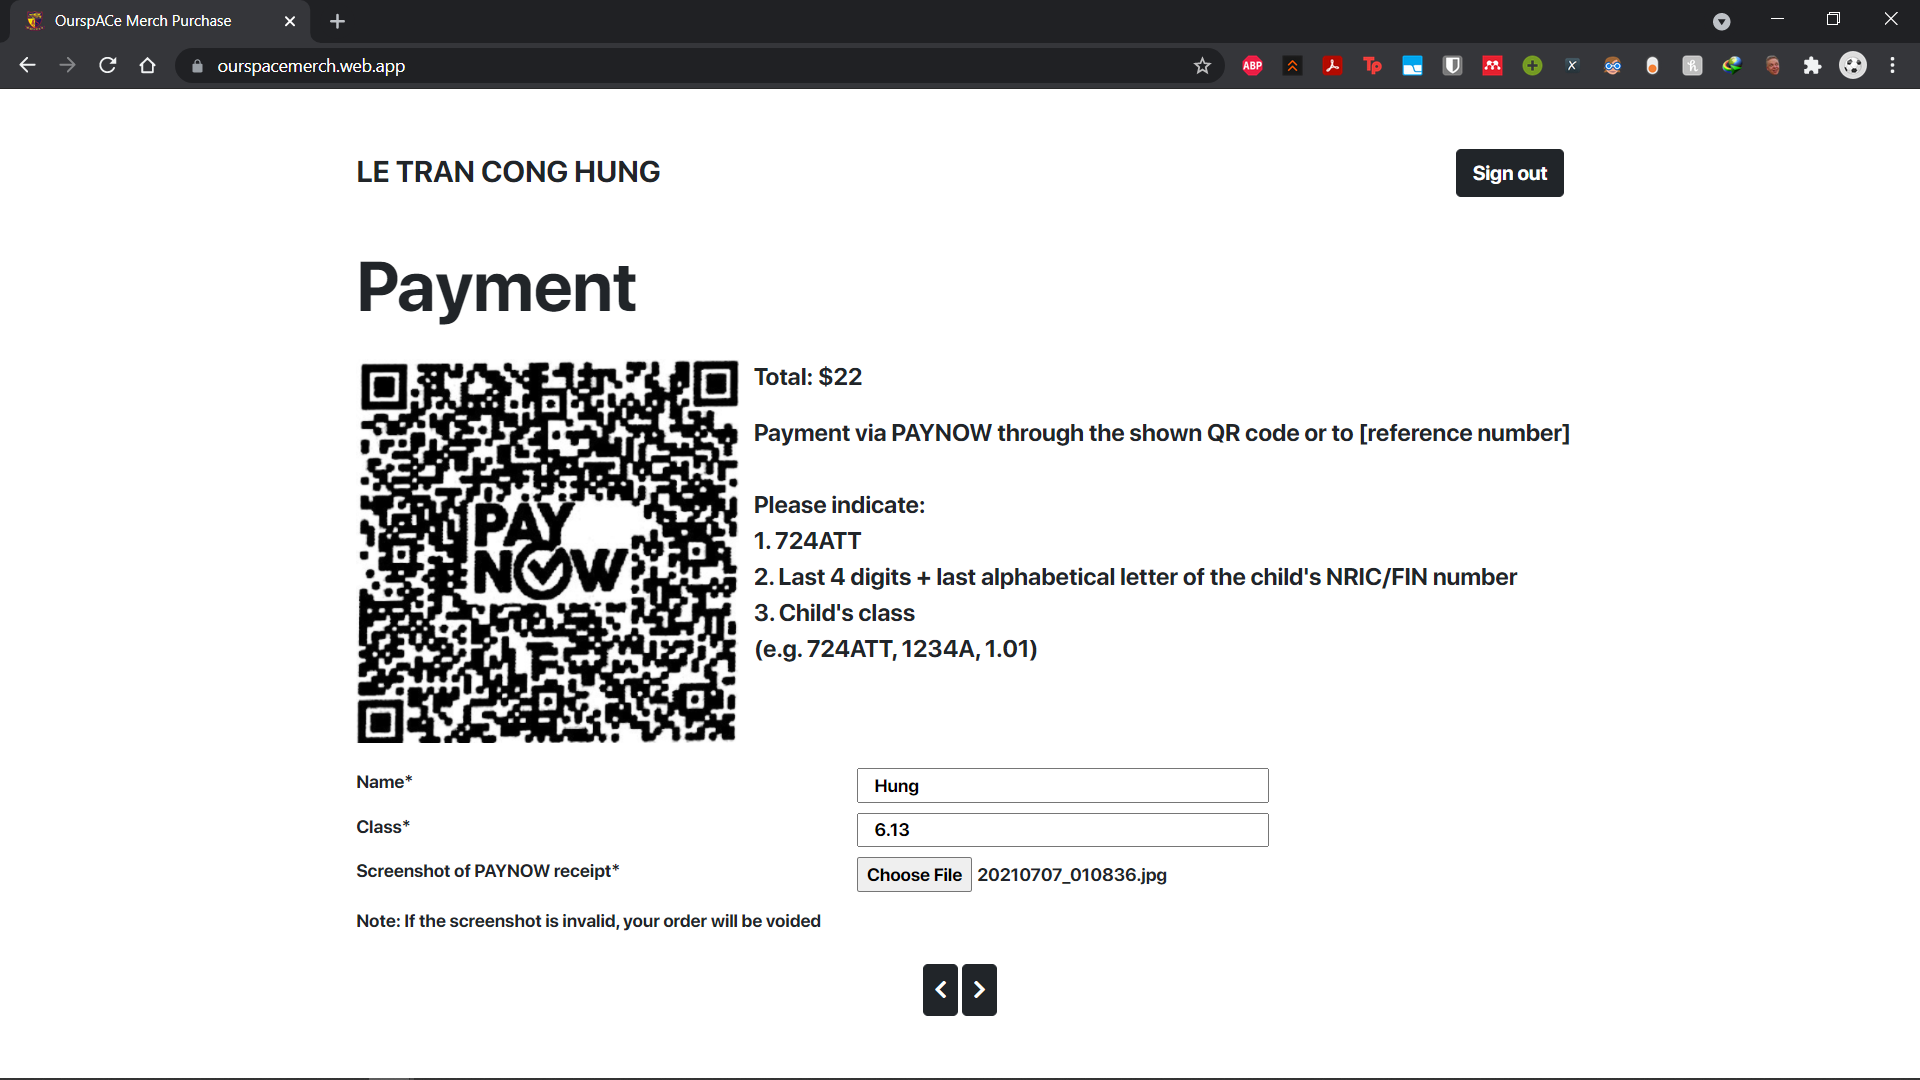 OurspACe Merch Purchase
ourspacemerch.web.app
ABP
Tp
LE TRAN CONG HUNG
Sign out
Payment
PAY
NOW
Total: $22
Payment via PAYNOW through the shown QR code or to [reference number]
Please indicate:
1. 724ATT
2. Last 4 digits + last alphabetical letter of the child's NRIC/FIN number
3. Child's class
(e.g. 724ATT, 1234A, 1.01)
Name*
Hung
Class*
6.13
Screenshot of PAYNOW receipt*
Choose File 20210707_010836.jpg
Note: If the screenshot is invalid, your order will be voided